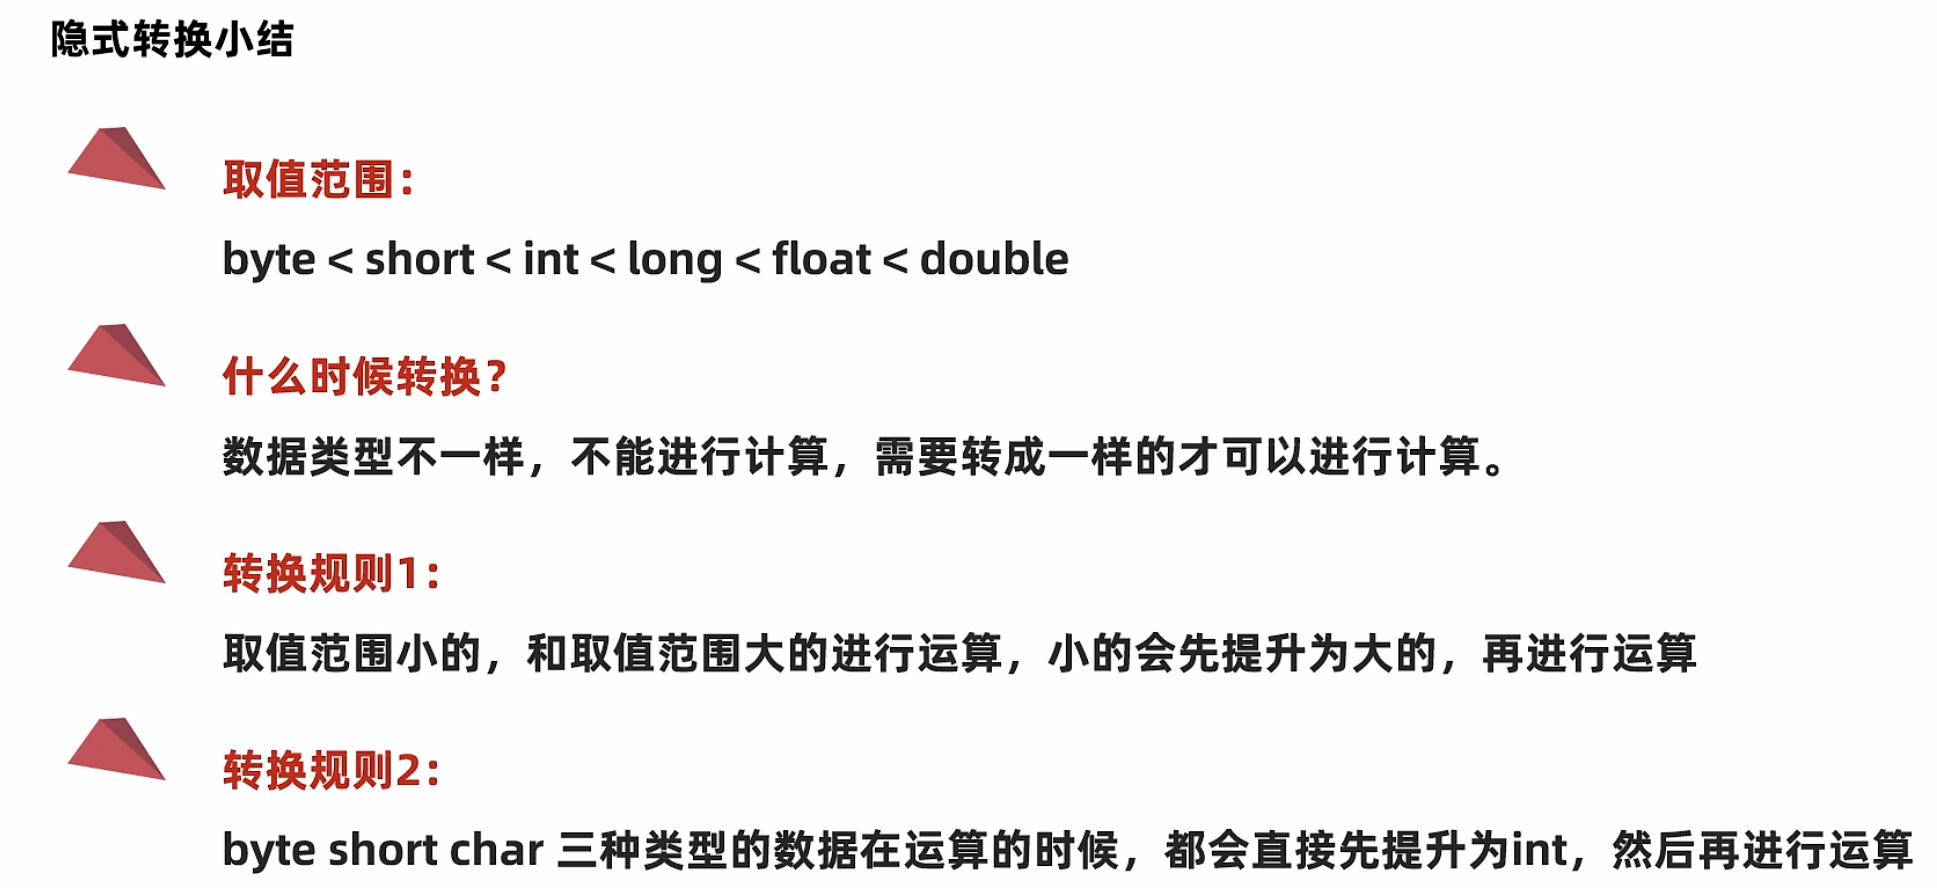 隐式转换小结
取值范围：
byte < short < int < long < float < double
什么时候转换？
数据类型不一样，不能进行计算，需要转成一样的才可以进行计算。
转换规则1：
取值范围小的，和取值范围大的进行运算，小的会先提升为大的，再进行运算
转换规则2：
byte short char 三种类型的数据在运算的时候，都会直接先提升为int，然后再进行运算